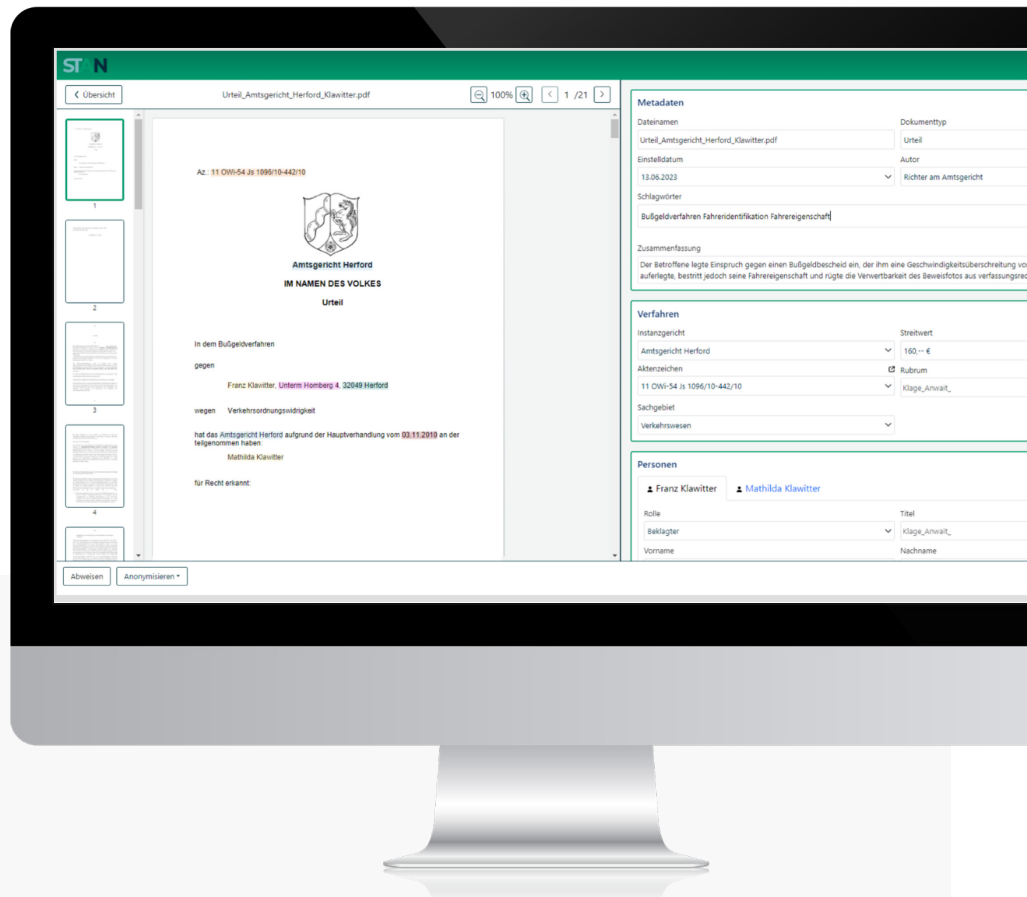 ST N
Übersicht
Urteil_Amtsgericht_Herford_Klawitter.pdf
100%
1 /21
1
2
3
4
Az.: 11 OWi-54 Js 1096/10-442/10
Amtsgericht Herford
IM NAMEN DES VOLKES
Urteil
In dem Bußgeldverfahren
gegen
Franz Klawitter, Unterm Homberg 4, 32049 Herford
wegen Verkehrsordnungswidrigkeit
hat das Amtsgericht Herford aufgrund der Hauptverhandlung vom 03.11.2010 an der
teilgenommen haben:
Mathilda Klawitter
für Recht erkannt:
Abweisen
Anonymisieren
Metadaten
Dateinamen
Dokumenttyp
Urteil_Amtsgericht_Herford_Klawitter.pdf
Urteil
Einstelldatum
Autor
13.06.2023
Richter am Amtsgericht
Schlagwörter
Bußgeldverfahren Fahreridentifikation Fahrereigenschaft
Zusammenfassung
Der Betroffene legte Einspruch gegen einen Bußgeldbescheid ein, der ihm eine Geschwindigkeitsüberschreitung vo
auferlegte, bestritt jedoch seine Fahrereigenschaft und rügte die Verwertbarkeit des Beweisfotos aus verfassungsrec
Verfahren
Instanzgericht
Streitwert
Amtsgericht Herford
160,-- €
Aktenzeichen
Rubrum
11 OWi-54 Js 1096/10-442/10
Klage_Anwalt_
Sachgebiet
Verkehrswesen
Personen
Franz Klawitter
Mathilda Klawitter
Rolle
Titel
Beklagter
Klage_Anwalt_
Vorname
Nachname